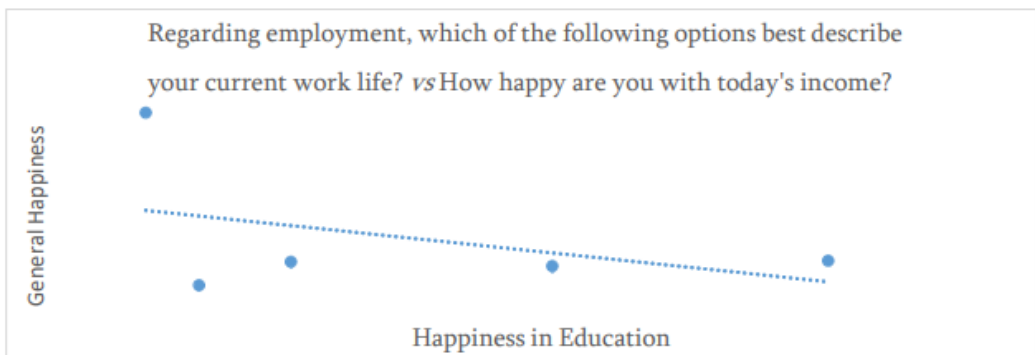 Regarding employment, which of the following options best describe
your current work life? vs How happy are you with today's income?
General Happiness
Happiness in Education